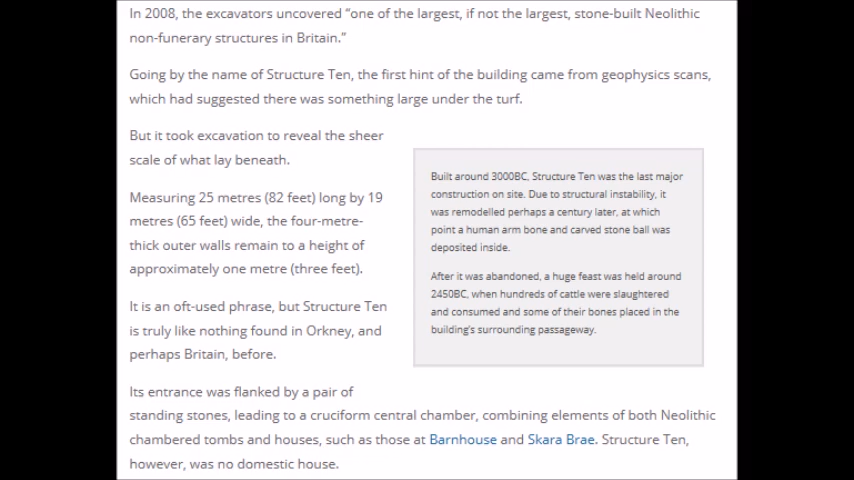 In 2008, the excavators uncovered “one of the largest, if not the largest, stone-built Neolithic
non-funerary structures in Britain.”
Going by the name of Structure Ten, the first hint of the building came from geophysics scans,
which had suggested there was something large under the turf.
But it took excavation to reveal the sheer
scale of what lay beneath.
Measuring 25 metres (82 feet) long by 19
metres (65 feet) wide, the four-metre-
thick outer walls remain to a height of
approximately one metre (three feet).
It is an oft-used phrase, but Structure Ten
is truly like nothing found in Orkney, and
perhaps Britain, before.
Built around 3000BC, Structure Ten was the last major
construction on site. Due to structural instability, it
was remodelled perhaps a century later, at which
point a human arm bone and carved stone ball was
deposited inside.
After it was abandoned, a huge feast was held around
2450BC, when hundreds of cattle were slaughtered
and consumed and some of their bones placed in the
building's surrounding passageway.
Its entrance was flanked by a pair of
standing stones, leading to a cruciform central chamber, combining elements of both Neolithic
chambered tombs and houses, such as those at Barnhouse and Skara Brae. Structure Ten,
however, was no domestic house.